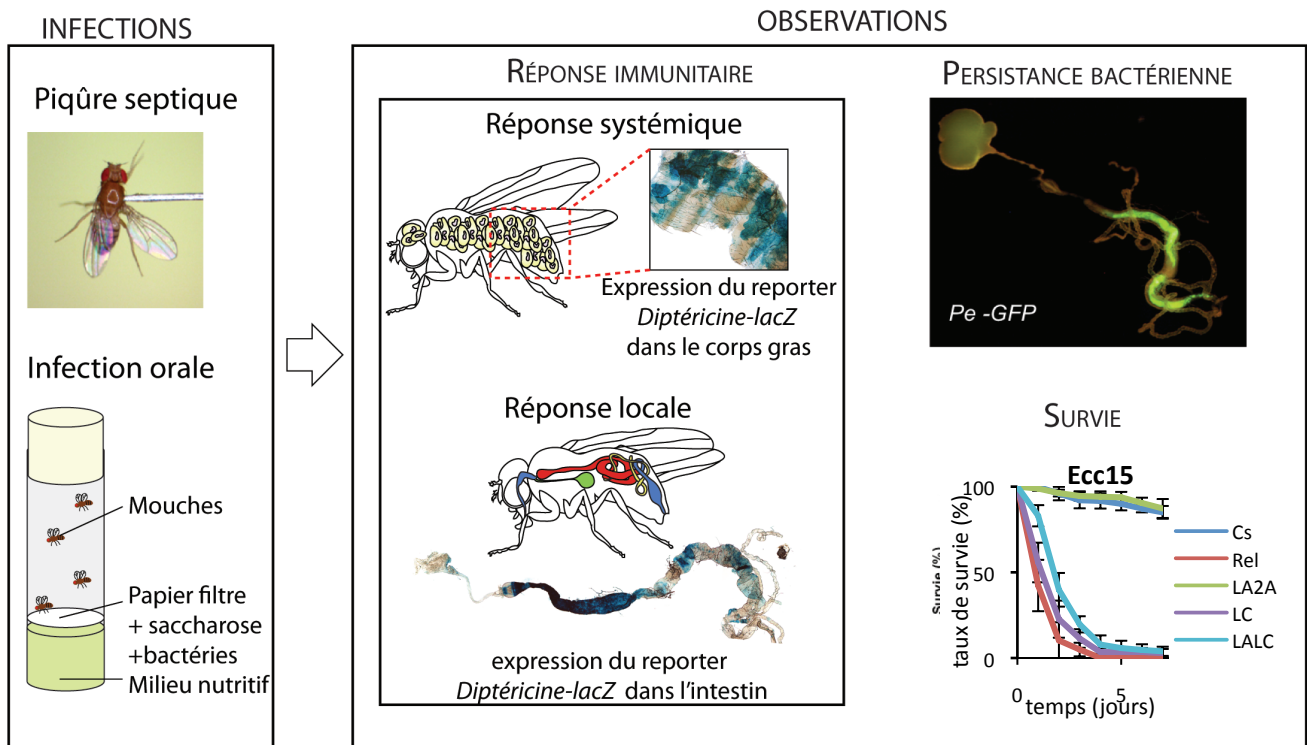 INFECTIONS
Piqûre septique
Infection orale
Mouches
Papier filtre
+ saccharose
+bactéries
Milieu nutritif
OBSERVATIONS
RÉPONSE IMMUNITAIRE
Réponse systémique
Expression du reporter
Diptéricine-lacZ
dans le corps gras
Réponse locale
expression du reporter
Diptéricine-lacZ dans l'intestin
PERSISTANCE BACTÉRIENNE
Pe -GFP
SURVIE
Ecc15
100
50
0
Survie (%)
taux de survie (%)
0
5
temps (jours)
Cs
Rel
LA2A
LC
LALC